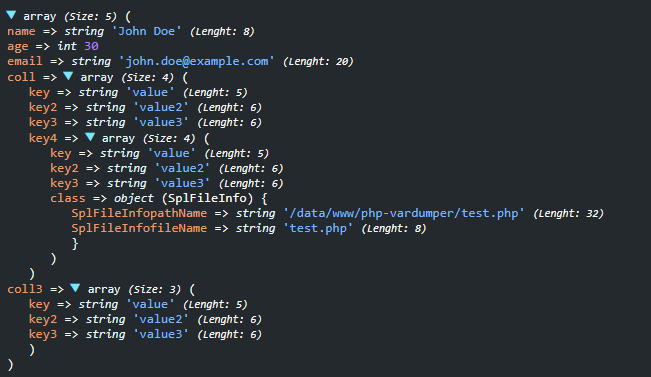 ▼ array (Size: 5) (
name => string 'John Doe' (Lenght: 8)
age => int 30
email => string 'john.doe@example.com' (Lenght: 20)
coll => ▼ array (Size: 4) (
key => string 'value' (Lenght: 5)
key2 => string 'value2' (Lenght: 6)
key3 => string 'value3' (Lenght: 6)
key4 => ▼ array (Size: 4) (
key => string 'value' (Lenght: 5)
key2 => string 'value2' (Lenght: 6)
key3 => string 'value3' (Lenght: 6)
class => object (SplFileInfo) {
SplFileInfopathName => string '/data/www/php-vardumper/test.php' (Lenght: 32)
SplFileInfofileName => string 'test.php' (Lenght: 8)
}
)
)
coll3 => ▼ array (Size: 3) (
key => string 'value' (Lenght: 5)
key2 => string 'value2' (Lenght: 6)
key3 => string 'value3' (Lenght: 6)
)
)